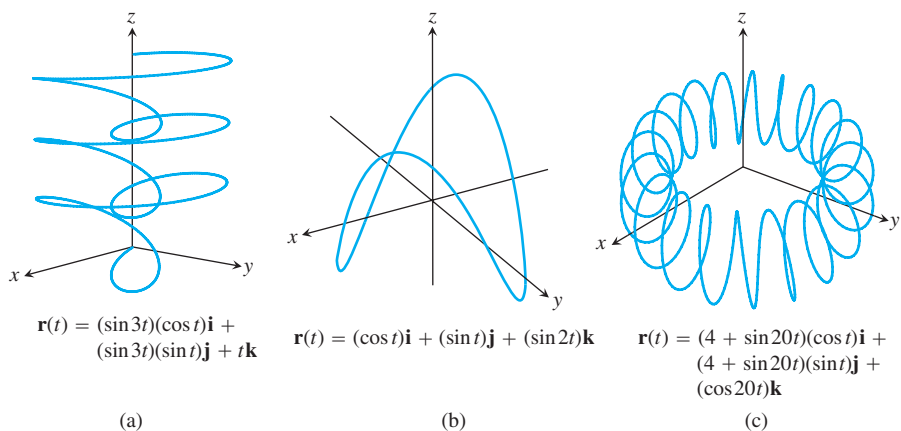 z
x
y
r(t) = (sin 3t)(cos t)i +
(sin 3t)(sin t)j + tk
(a)
z
x
y
r(t) = (cos t)i + (sin t)j + (sin 2t)k
(b)
z
x
y
r(t) = (4 + sin 20t)(cos t)i +
(4 + sin 20t)(sin t)j +
(cos 20t)k
(c)